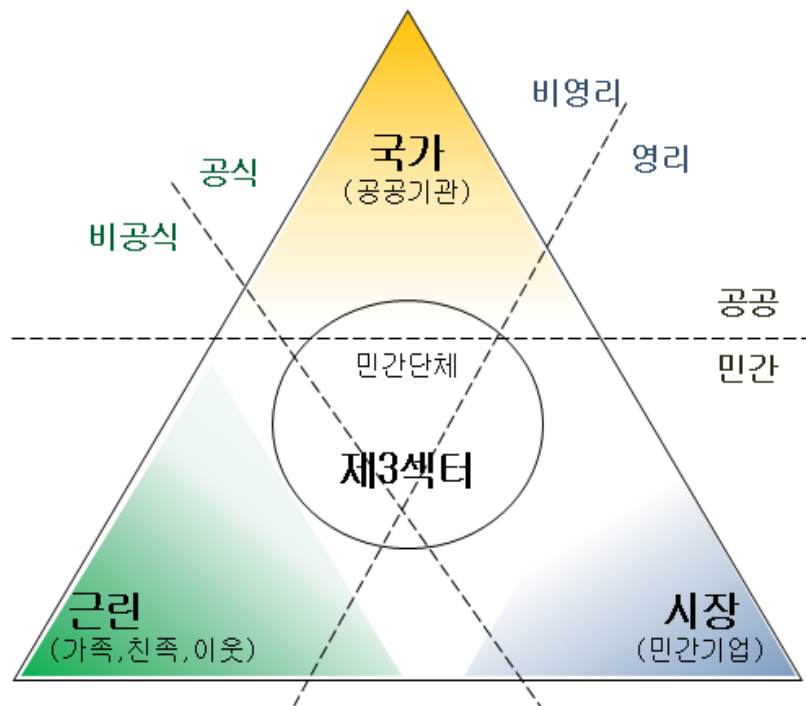 비영리
국가
영리
공식
(공공기관)
비공식
공공
민간단체
민간
제3섹터
근린
시장
(가족,친족,이웃)
(민간기업)